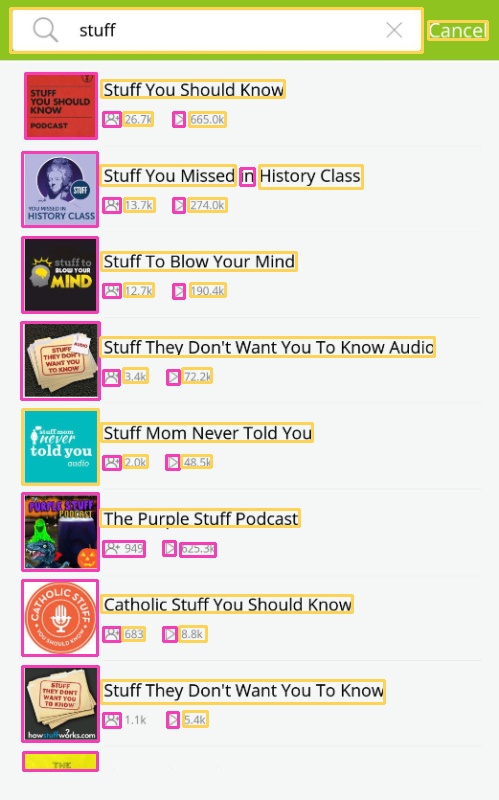 stuff Cancel
STUFF
YOU SHOULD
KNOW
PODCAST
Stuff You Should Know
26.7k 665.0k
STUFF
YOU MISSED IN
HISTORY CLASS
Stuff You Missed in History Class
13.7k 274.0k
stuff to
BLOW YOUR
MIND
Stuff To Blow Your Mind
12.7k 190.4k
STUFF
THEY DON'T
WANT YOU
TO KNOW
AUDIO
Stuff They Don't Want You To Know Audio
3.4k 72.2k
stuff mom
never
told you
audio
Stuff Mom Never Told You
2.0k 48.5k
PURPLE STUFF
PODCAST
The Purple Stuff Podcast
949 625.3k
CATHOLIC STUFF
YOU SHOULD KNOW
Catholic Stuff You Should Know
683 8.8k
STUFF
THEY DON'T
WANT YOU
TO KNOW
howstuffworks.com
Stuff They Don't Want You To Know
1.1k 5.4k
THE